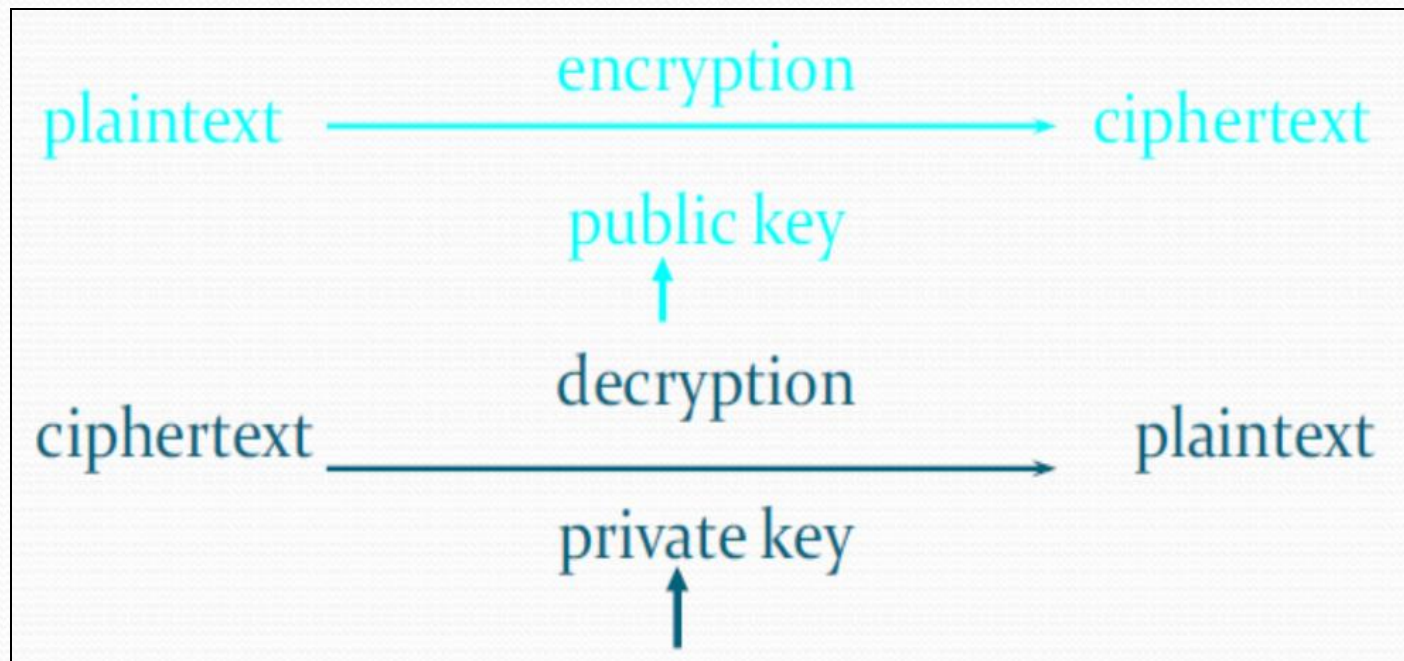 encryption
plaintext ciphertext
public key
decryption
ciphertext plaintext
private key